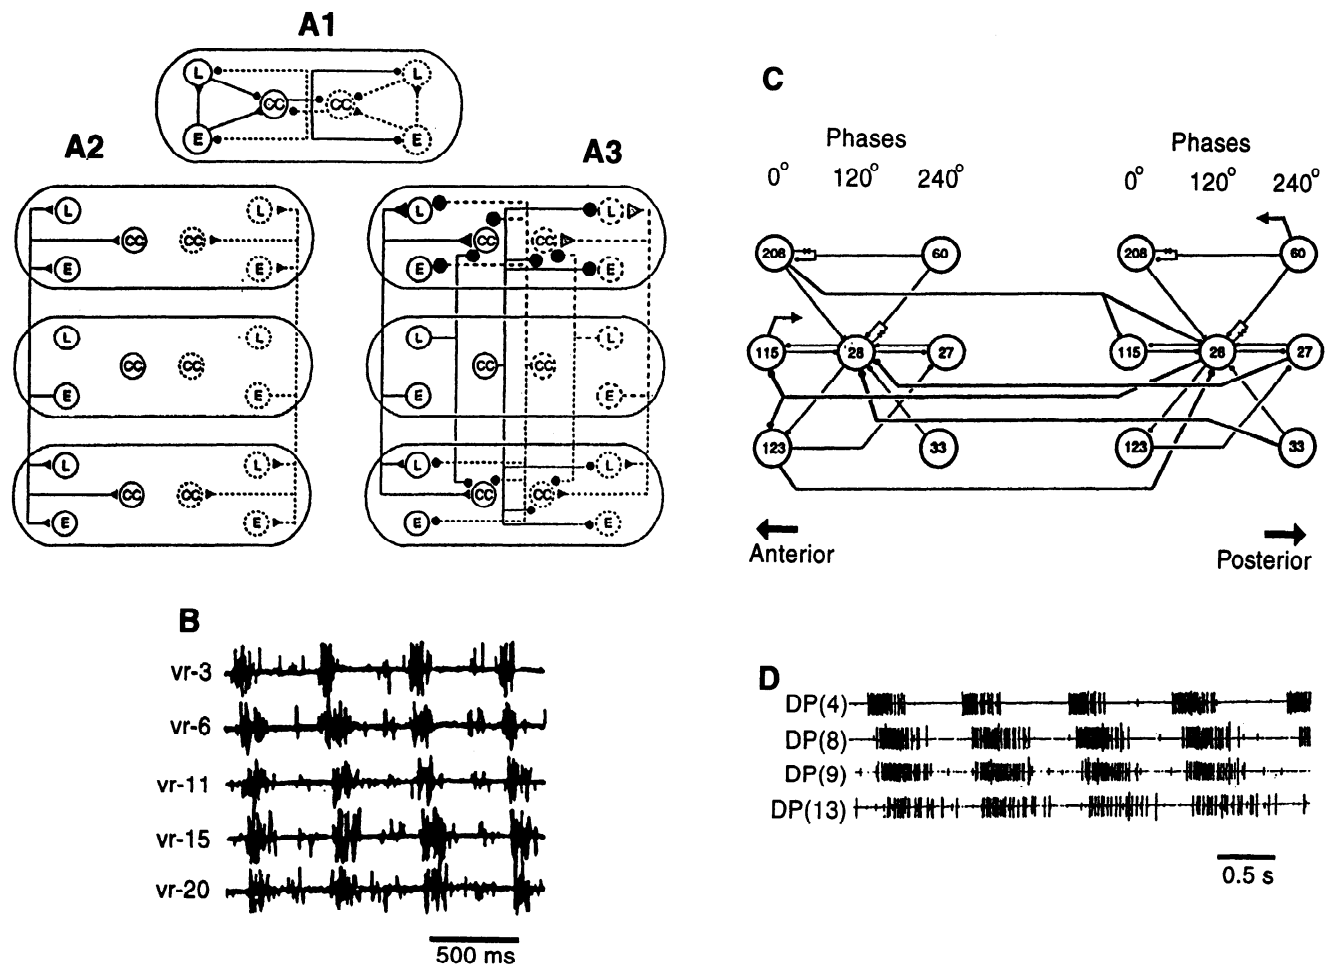 A1
L
L
CC
CC
E
E
A2
L
L
CC
CC
E
E
L
L
CC
CC
E
E
L
L
CC
CC
E
E
A3
L
L
CC
CC
E
E
L
L
CC
CC
E
E
L
L
CC
CC
E
E
B
vr-3
vr-6
vr-11
vr-15
vr-20
500 ms
C
Phases
0° 120° 240°
Phases
0° 120° 240°
208 60
208 60
115 28 27
115 28 27
123 33
123 33
Anterior
Posterior
D
DP(4)
DP(8)
DP(9)
DP(13)
0.5 s